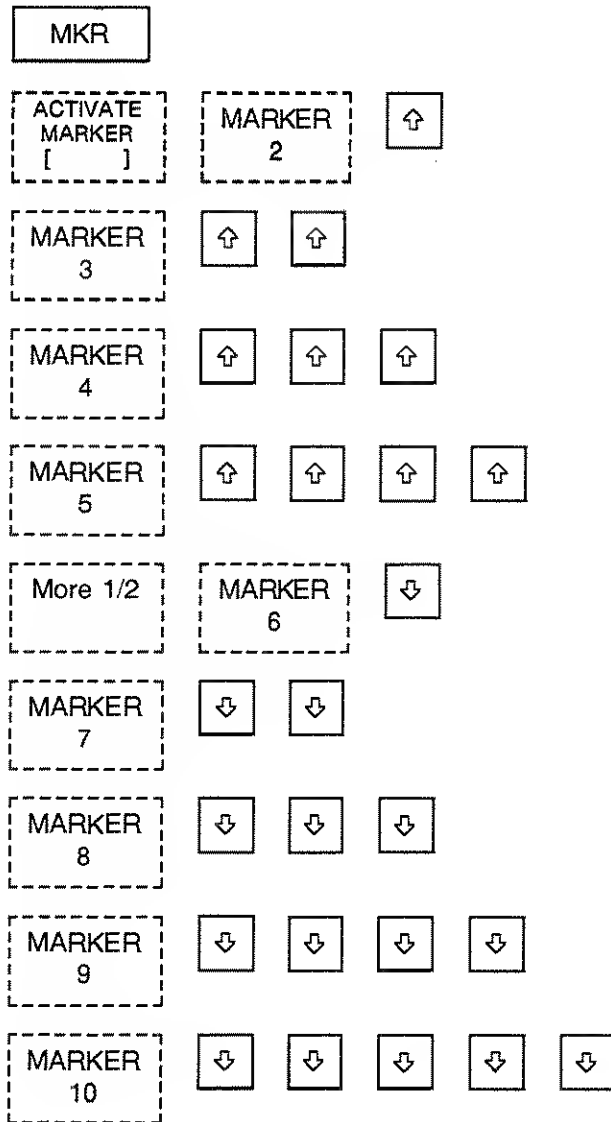 MKR
ACTIVATE
MARKER
[ ]
MARKER
2
⇧
MARKER
3
⇧ ⇧
MARKER
4
⇧ ⇧ ⇧
MARKER
5
⇧ ⇧ ⇧ ⇧
More 1/2
MARKER
6
⇩
MARKER
7
⇩ ⇩
MARKER
8
⇩ ⇩ ⇩
MARKER
9
⇩ ⇩ ⇩ ⇩
MARKER
10
⇩ ⇩ ⇩ ⇩ ⇩